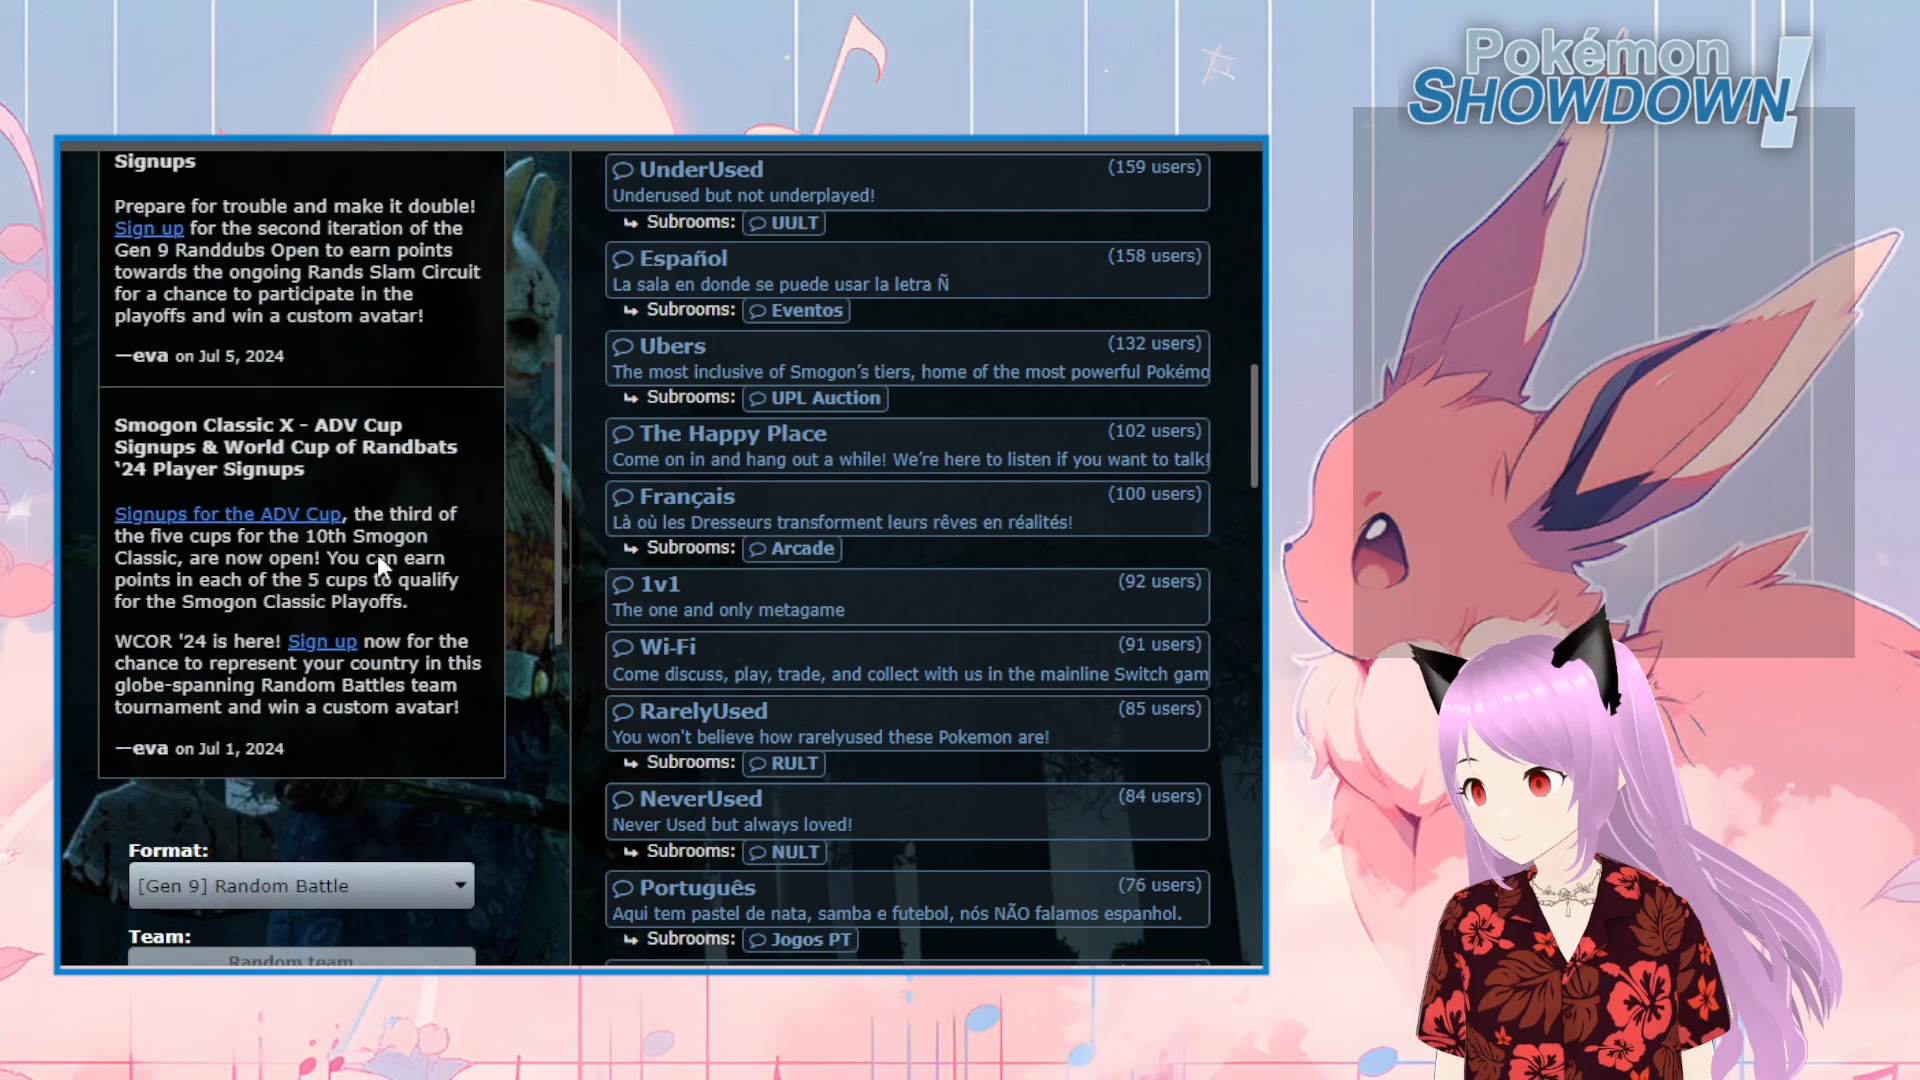 Pokémon
SHOWDOWN!
Signups
Prepare for trouble and make it double!
Sign up for the second iteration of the
Gen 9 Randdubs Open to earn points
towards the ongoing Rands Slam Circuit
for a chance to participate in the
playoffs and win a custom avatar!
—eva on Jul 5, 2024
Smogon Classic X - ADV Cup
Signups & World Cup of Randbats
'24 Player Signups
Signups for the ADV Cup, the third of
the five cups for the 10th Smogon
Classic, are now open! You can earn
points in each of the 5 cups to qualify
for the Smogon Classic Playoffs.
WCOR '24 is here! Sign up now for the
chance to represent your country in this
globe-spanning Random Battles team
tournament and win a custom avatar!
—eva on Jul 1, 2024
Format:
[Gen 9] Random Battle
Team:
Random team
UnderUsed (159 users)
Underused but not underplayed!
Subrooms: UULT
Español (158 users)
La sala en donde se puede usar la letra Ñ
Subrooms: Eventos
Ubers (132 users)
The most inclusive of Smogon's tiers, home of the most powerful Pokémo
Subrooms: UPL Auction
The Happy Place (102 users)
Come on in and hang out a while! We're here to listen if you want to talk!
Français (100 users)
Là où les Dresseurs transforment leurs rêves en réalités!
Subrooms: Arcade
1v1 (92 users)
The one and only metagame
Wi-Fi (91 users)
Come discuss, play, trade, and collect with us in the mainline Switch gam
RarelyUsed (85 users)
You won't believe how rarelyused these Pokemon are!
Subrooms: RULT
NeverUsed (84 users)
Never Used but always loved!
Subrooms: NULT
Português (76 users)
Aqui tem pastel de nata, samba e futebol, nós NÃO falamos espanhol.
Subrooms: Jogos PT